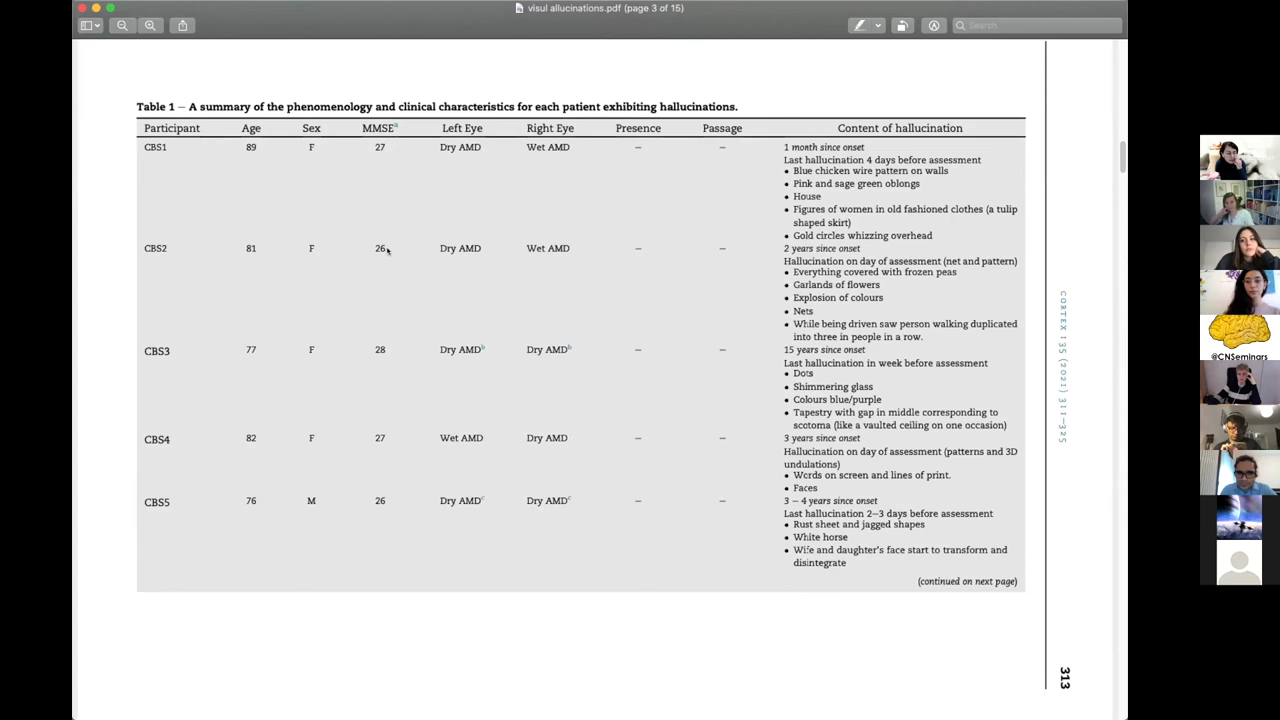 visul allucinations.pdf (page 3 of 15)
Search
Table 1 – A summary of the phenomenology and clinical characteristics for each patient exhibiting hallucinations.
Participant Age Sex MMSEa Left Eye Right Eye Presence Passage Content of hallucination
CBS1 89 F 27 Dry AMD Wet AMD – – 1 month since onset
Last hallucination 4 days before assessment
• Blue chicken wire pattern on walls
• Pink and sage green oblongs
• House
• Figures of women in old fashioned clothes (a tulip
shaped skirt)
• Gold circles whizzing overhead
CBS2 81 F 26 Dry AMD Wet AMD – – 2 years since onset
Hallucination on day of assessment (net and pattern)
• Everything covered with frozen peas
• Garlands of flowers
• Explosion of colours
• Nets
• While being driven saw person walking duplicated
into three in people in a row.
CBS3 77 F 28 Dry AMDb Dry AMDb – – 15 years since onset
Last hallucination in week before assessment
• Dots
• Shimmering glass
• Colours blue/purple
• Tapestry with gap in middle corresponding to
scotoma (like a vaulted ceiling on one occasion)
CBS4 82 F 27 Wet AMD Dry AMD – – 3 years since onset
Hallucination on day of assessment (patterns and 3D
undulations)
• Words on screen and lines of print.
• Faces
CBS5 76 M 26 Dry AMDc Dry AMDc – – 3 – 4 years since onset
Last hallucination 2–3 days before assessment
• Rust sheet and jagged shapes
• White horse
• Wife and daughter's face start to transform and
disintegrate
(continued on next page)
CORTEX 135 (2021) 311–325
313
@CNSeminars